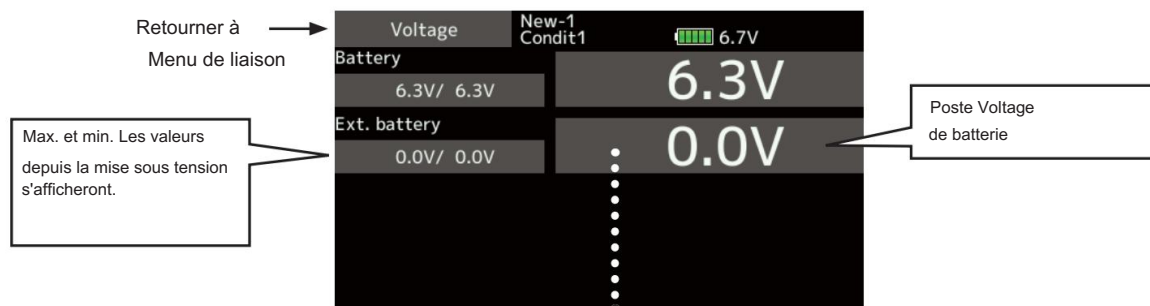 Retourner à
Menu de liaison
Voltage
New-1
Condit1
6.7V
Battery
6.3V/ 6.3V
6.3V
Ext. battery
0.0V/ 0.0V
0.0V
Max. et min. Les valeurs
depuis la mise sous tension
s'afficheront.
Poste Voltage
de batterie